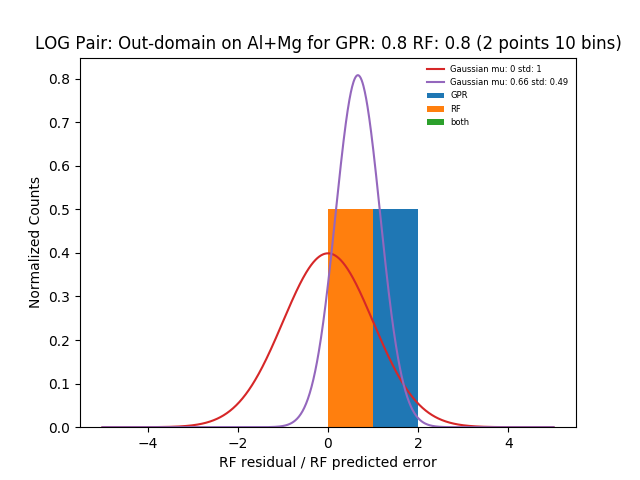 LOG Pair: Out-domain on Al+Mg for GPR: 0.8 RF: 0.8 (2 points 10 bins)
Gaussian mu: 0 std: 1
Gaussian mu: 0.66 std: 0.49
GPR
RF
both
Normalized Counts
0.8
0.7
0.6
0.5
0.4
0.3
0.2
0.1
0.0
−4 −2 0 2 4
RF residual / RF predicted error